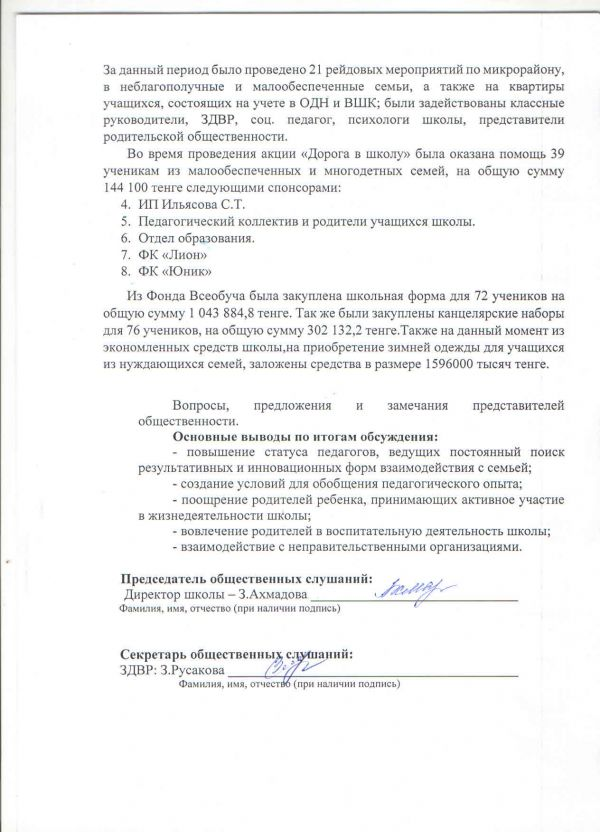 За данный период было проведено 21 рейдовых мероприятий по микрорайону,
в неблагополучные и малообеспеченные семьи, а также на квартиры
учащихся, состоящих на учете в ОДН и ВШК; были задействованы классные
руководители, ЗДВР, соц. педагог, психологи школы, представители
родительской общественности.
Во время проведения акции «Дорога в школу» была оказана помощь 39
ученикам из малообеспеченных и многодетных семей, на общую сумму
144 100 тенге следующими спонсорами:
4. ИП Ильясова С.Т.
5. Педагогический коллектив и родители учащихся школы.
6. Отдел образования.
7. ФК «Лион»
8. ФК «Юник»
Из Фонда Всеобуча была закуплена школьная форма для 72 учеников на
общую сумму 1 043 884,8 тенге. Так же были закуплены канцелярские наборы
для 76 учеников, на общую сумму 302 132,2 тенге.Также на данный момент из
экономленных средств школы,на приобретение зимней одежды для учащихся
из нуждающихся семей, заложены средства в размере 1596000 тысяч тенге.
Вопросы, предложения и замечания представителей
общественности.
Основные выводы по итогам обсуждения:
- повышение статуса педагогов, ведущих постоянный поиск
результативных и инновационных форм взаимодействия с семьей;
- создание условий для обобщения педагогического опыта;
- поощрение родителей ребенка, принимающих активное участие
в жизнедеятельности школы;
- вовлечение родителей в воспитательную деятельность школы;
- взаимодействие с неправительственными организациями.
Председатель общественных слушаний:
Директор школы – З.Ахмадова
Фамилия, имя, отчество (при наличии подпись)
Секретарь общественных слушаний:
ЗДВР: З.Русакова
Фамилия, имя, отчество (при наличии подпись)